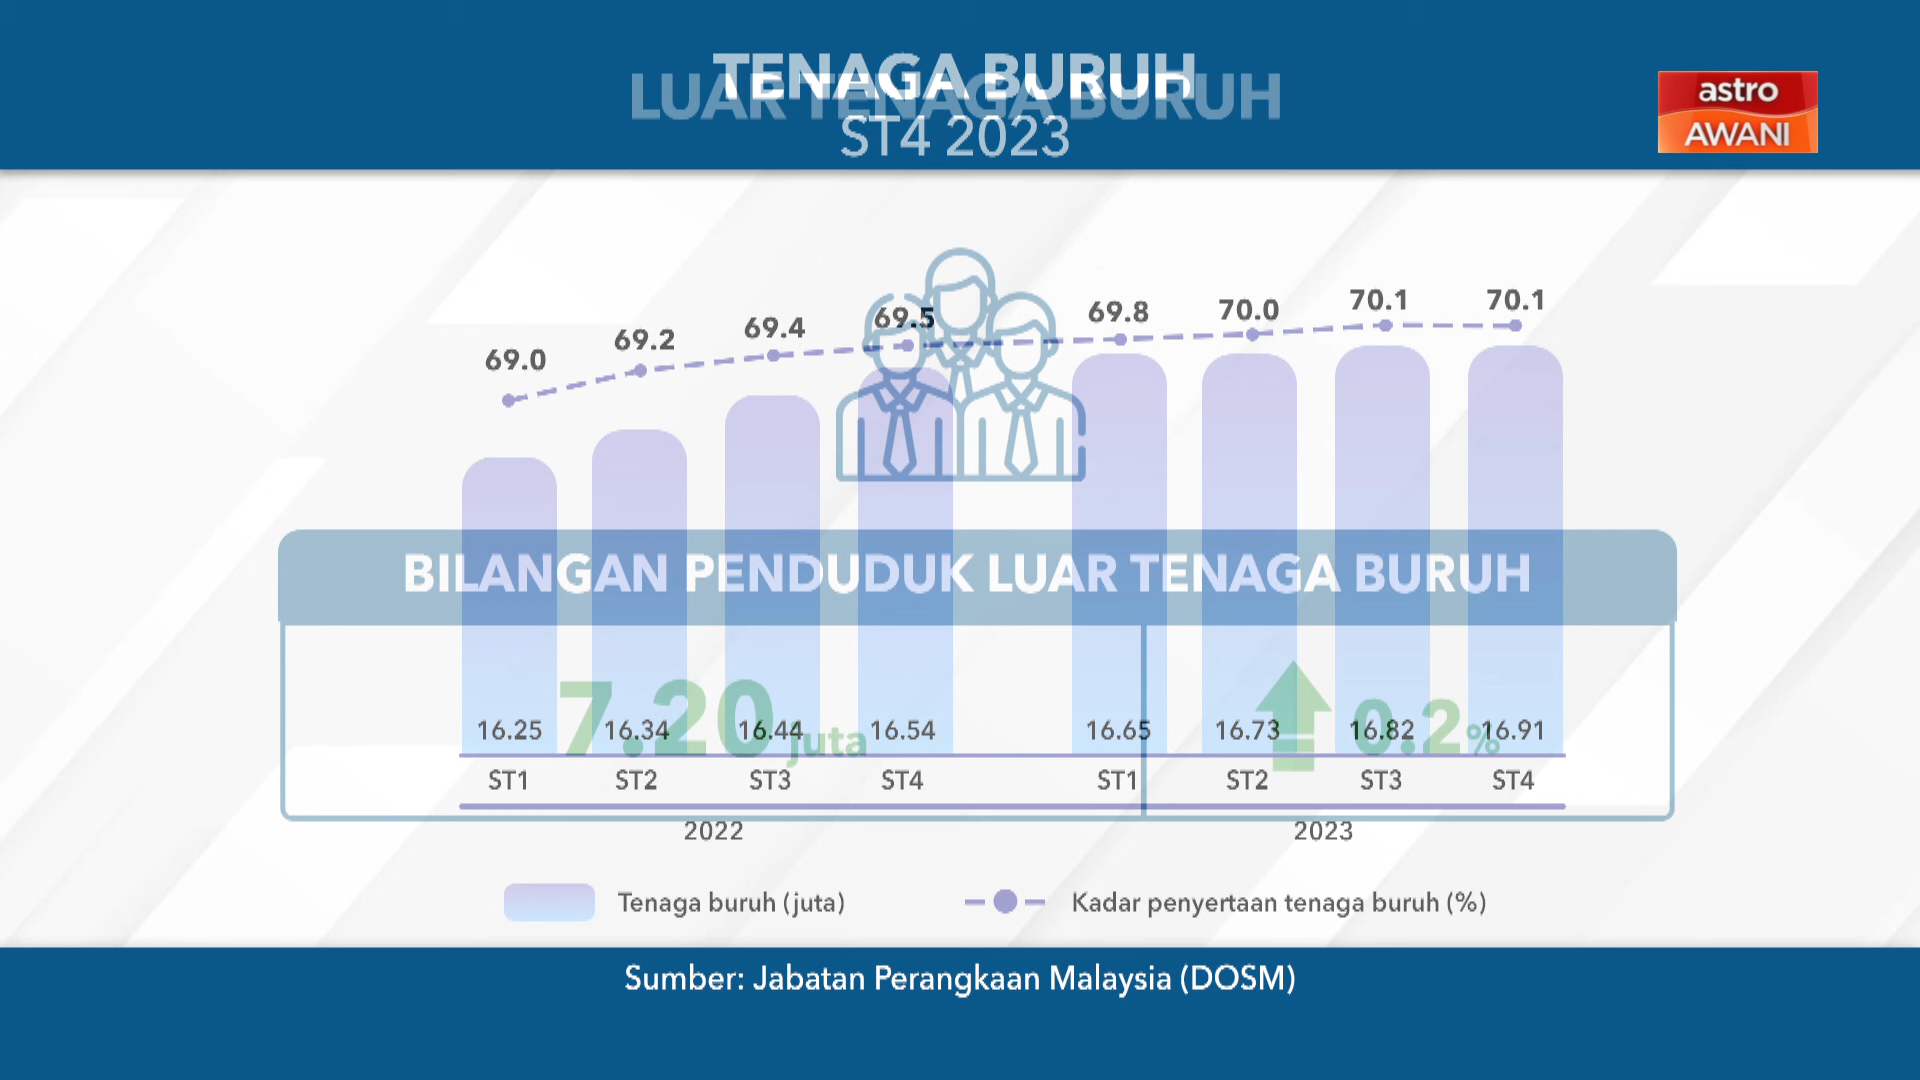 TENAGA BURUH
LUAR TENAGA BURUH
ST4 2023
astro
AWANI
69.0 69.2 69.4 69.5 69.8 70.0 70.1 70.1
BILANGAN PENDUDUK LUAR TENAGA BURUH
7.20 juta 0.2%
16.25 16.34 16.44 16.54 16.65 16.73 16.82 16.91
ST1 ST2 ST3 ST4 ST1 ST2 ST3 ST4
2022 2023
Tenaga buruh (juta) Kadar penyertaan tenaga buruh (%)
Sumber: Jabatan Perangkaan Malaysia (DOSM)